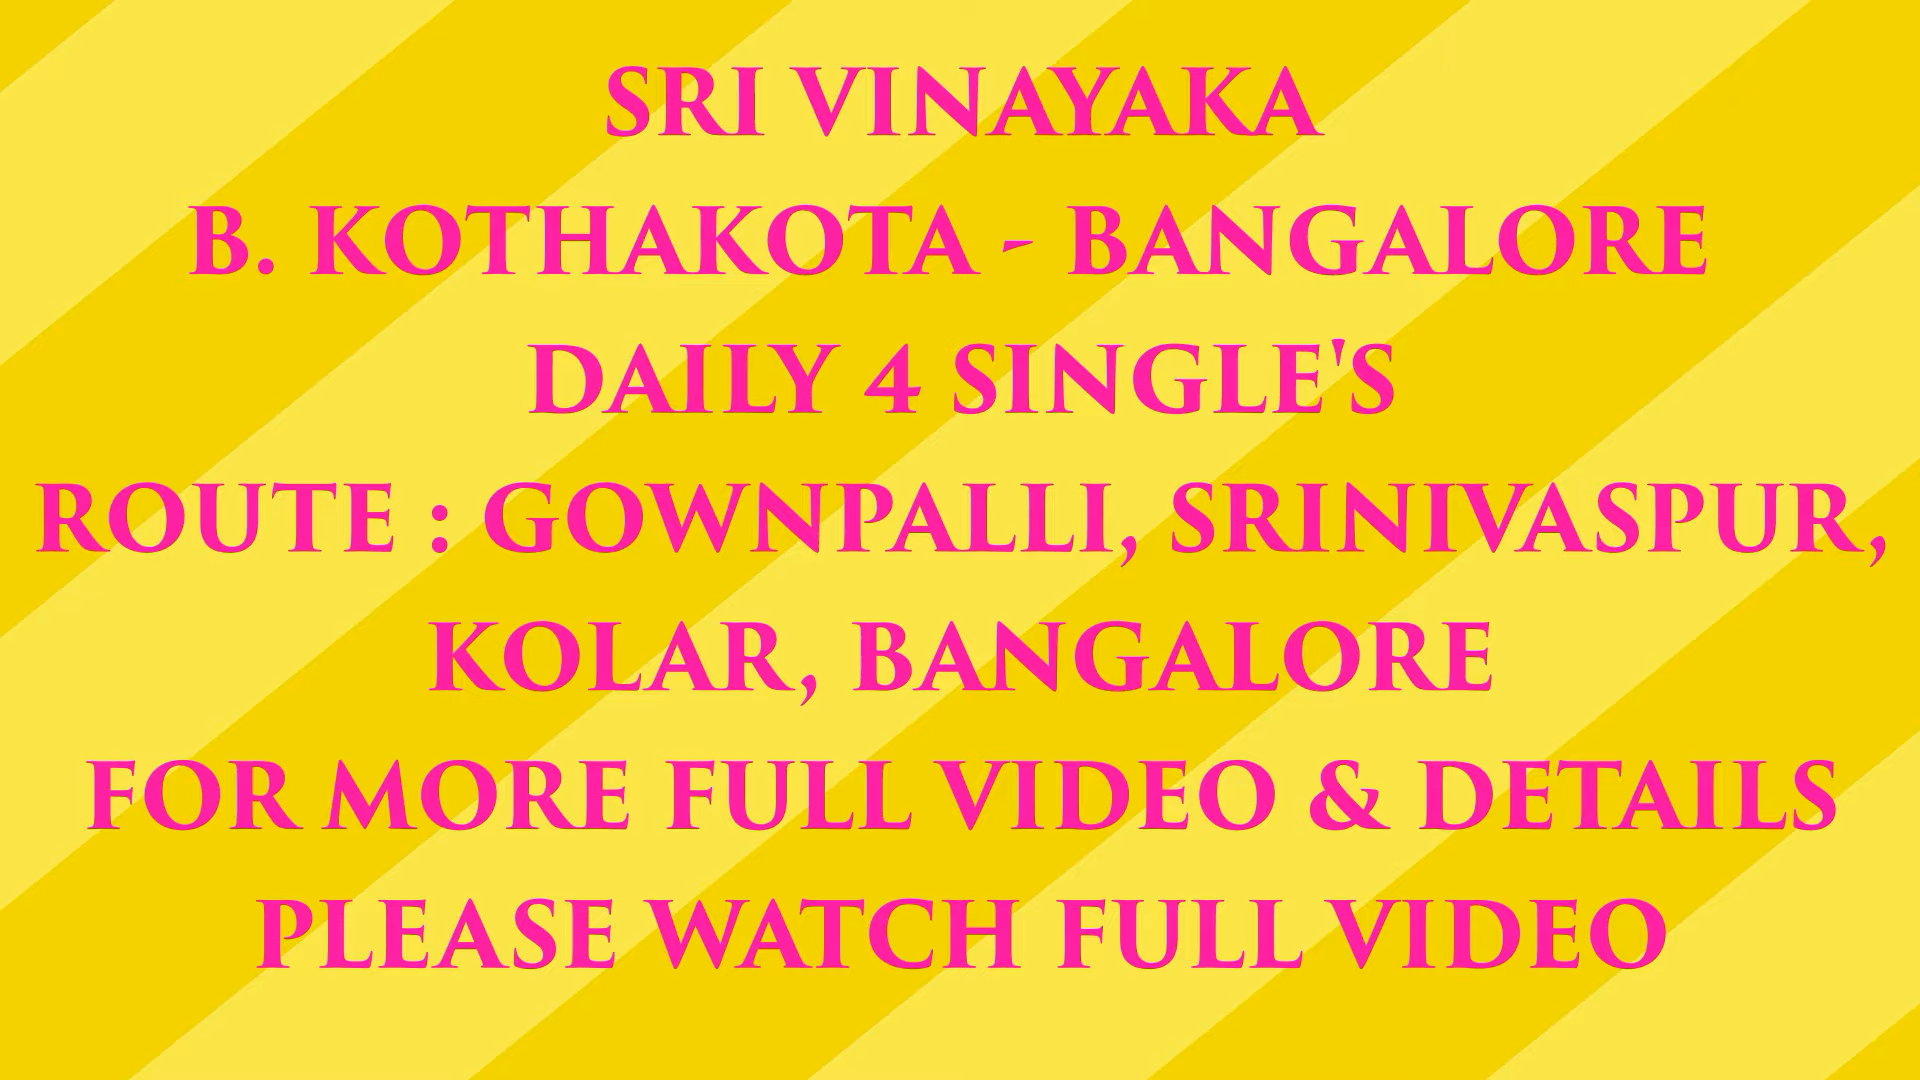 SRI VINAYAKA
B. KOTHAKOTA - BANGALORE
DAILY 4 SINGLE'S
ROUTE : GOWNPALLI, SRINIVASPUR,
KOLAR, BANGALORE
FOR MORE FULL VIDEO & DETAILS
PLEASE WATCH FULL VIDEO